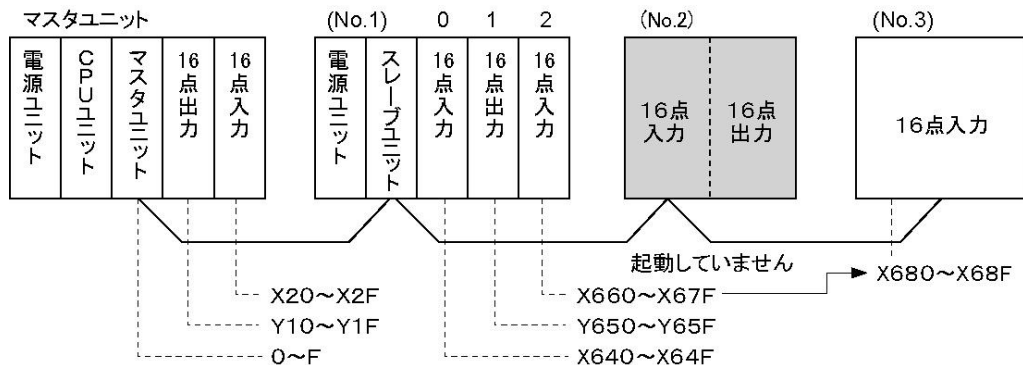 マスタユニット
(No.1)
0
1
2
(No.2)
(No.3)
電源ユニット
CPUユニット
マスタユニット
16点出力
16点入力
電源ユニット
スレーブユニット
16点入力
16点出力
16点入力
16点
入力
16点
出力
16点入力
起動していません
X20～X2F
X660～X67F
X680～X68F
Y10～Y1F
Y650～Y65F
0～F
X640～X64F